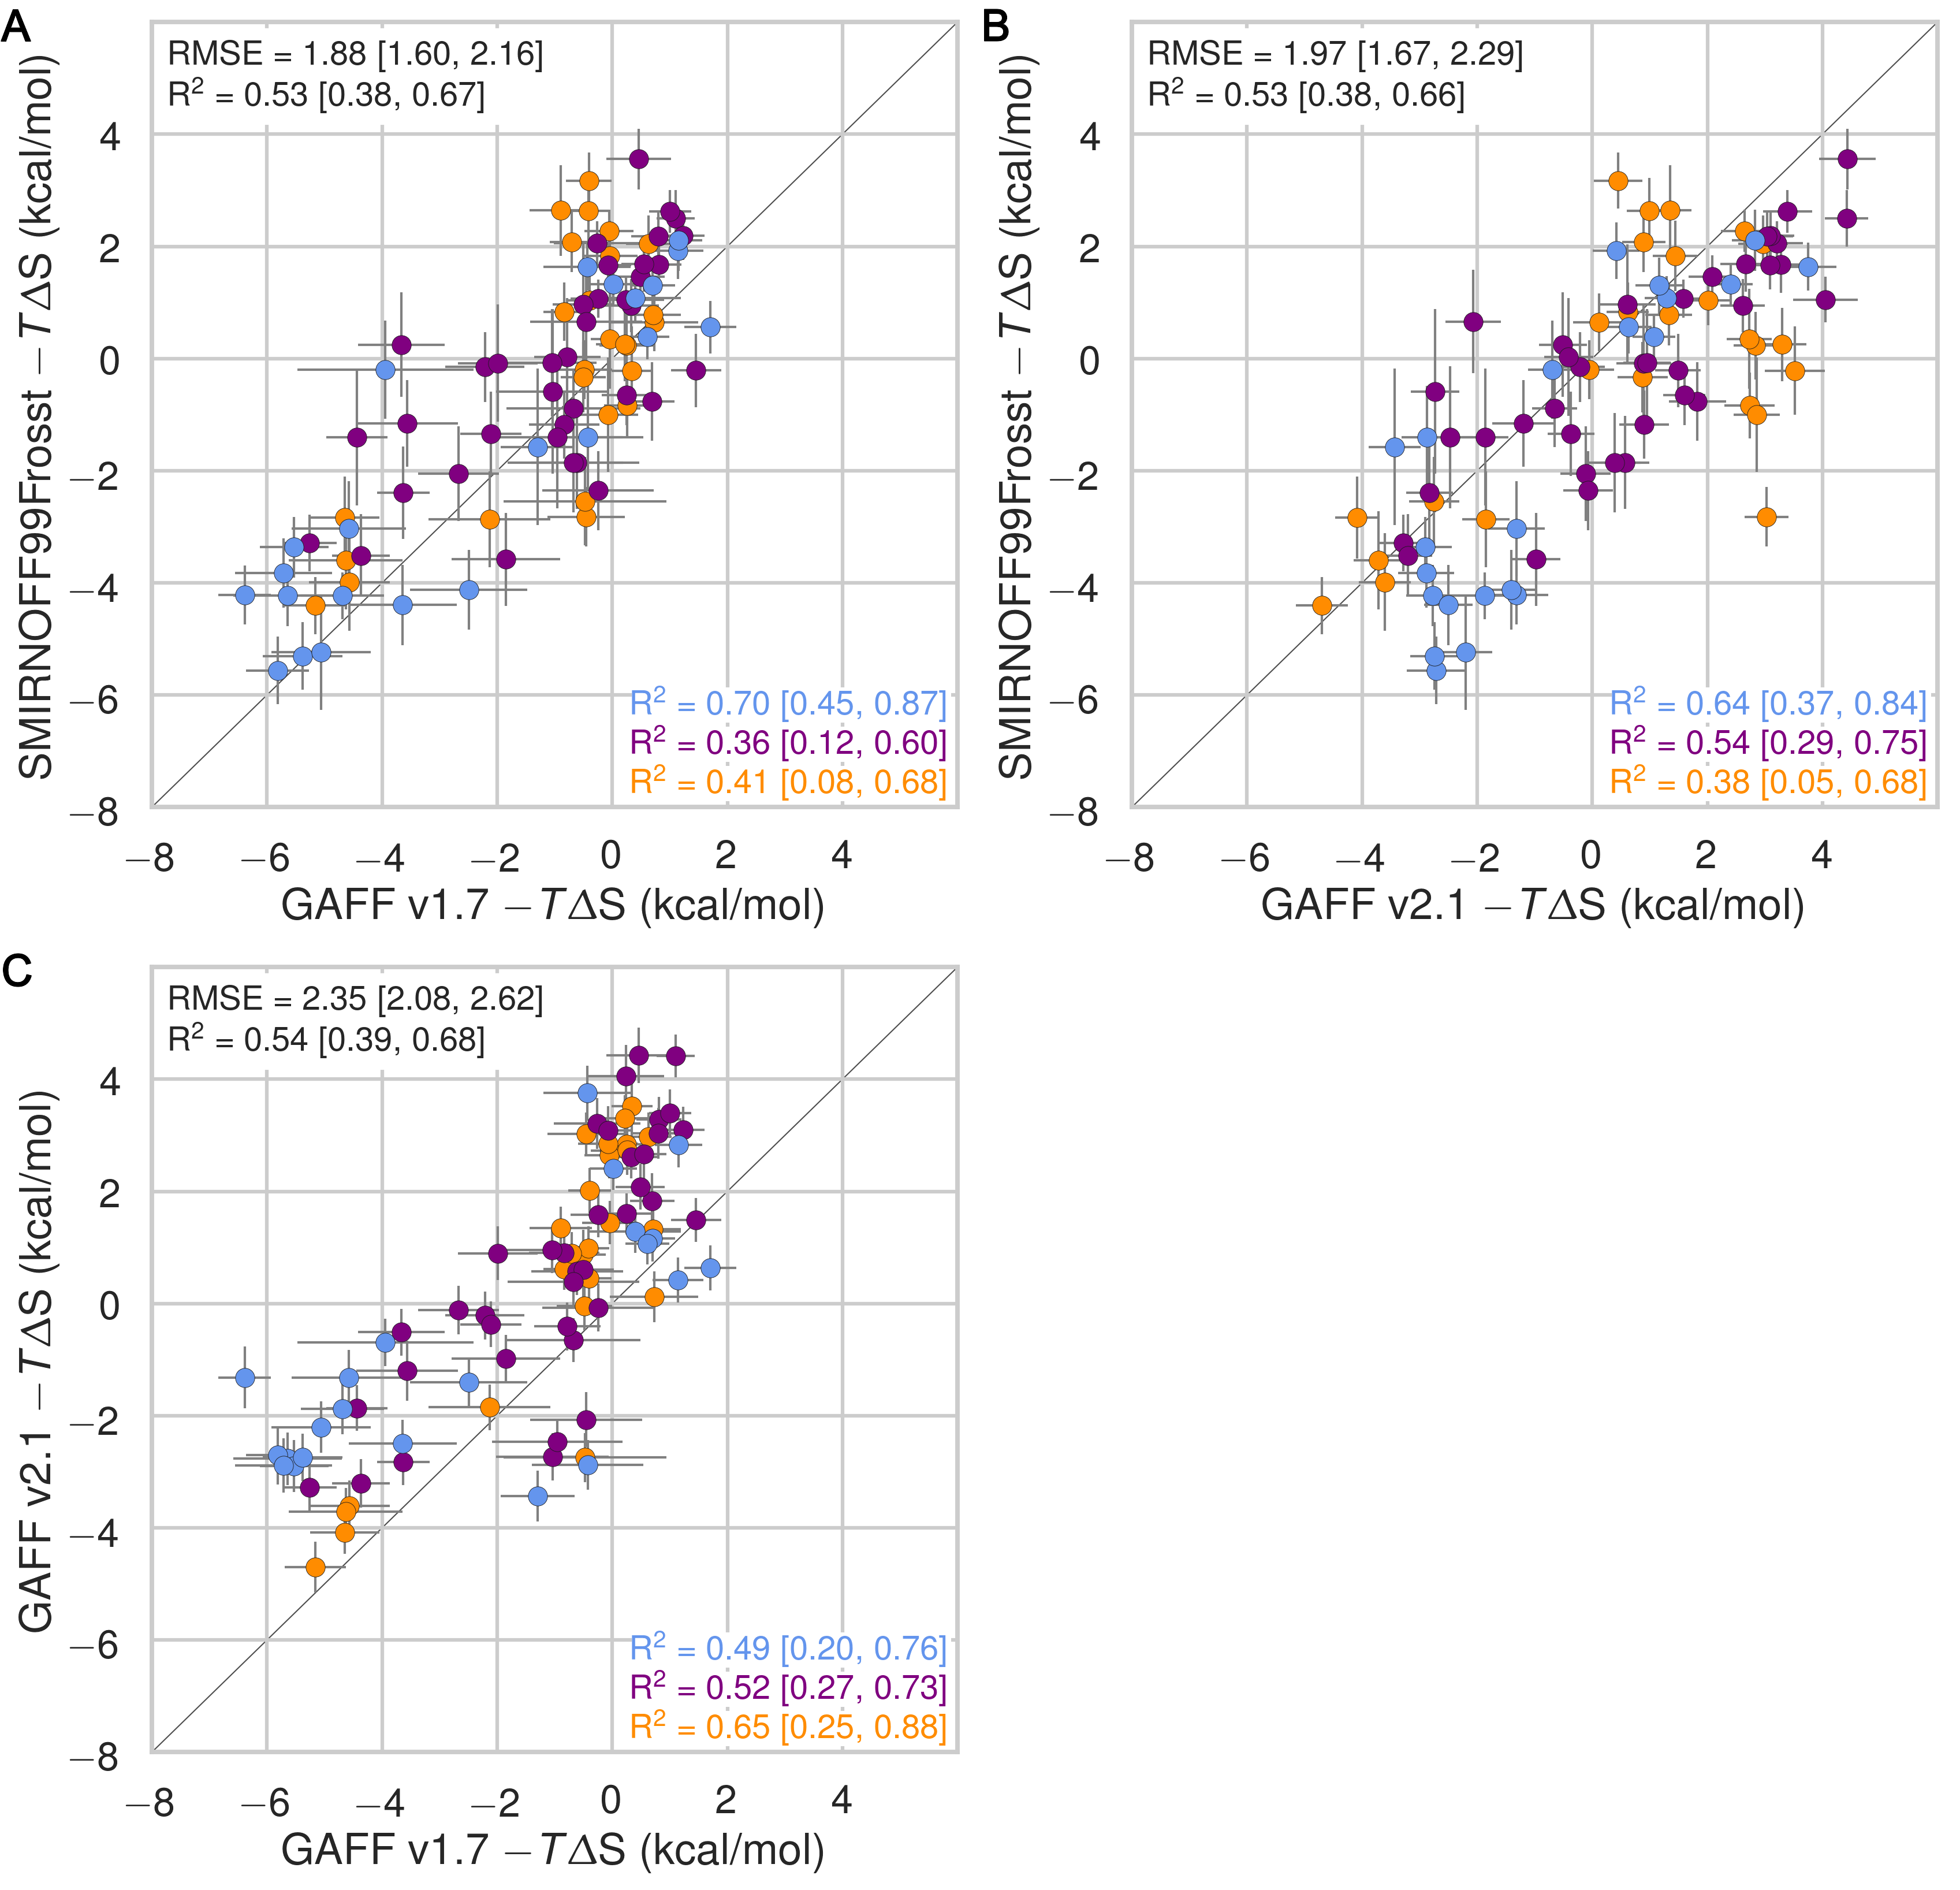 A
RMSE = 1.88 [1.60, 2.16]
R² = 0.53 [0.38, 0.67]
SMIRNOFF99Frosst −TΔS (kcal/mol)
4
2
0
−2
−4
−6
−8
R² = 0.70 [0.45, 0.87]
R² = 0.36 [0.12, 0.60]
R² = 0.41 [0.08, 0.68]
−8 −6 −4 −2 0 2 4
GAFF v1.7 −TΔS (kcal/mol)
B
RMSE = 1.97 [1.67, 2.29]
R² = 0.53 [0.38, 0.66]
SMIRNOFF99Frosst −TΔS (kcal/mol)
4
2
0
−2
−4
−6
−8
R² = 0.64 [0.37, 0.84]
R² = 0.54 [0.29, 0.75]
R² = 0.38 [0.05, 0.68]
−8 −6 −4 −2 0 2 4
GAFF v2.1 −TΔS (kcal/mol)
C
RMSE = 2.35 [2.08, 2.62]
R² = 0.54 [0.39, 0.68]
GAFF v2.1 −TΔS (kcal/mol)
4
2
0
−2
−4
−6
−8
R² = 0.49 [0.20, 0.76]
R² = 0.52 [0.27, 0.73]
R² = 0.65 [0.25, 0.88]
−8 −6 −4 −2 0 2 4
GAFF v1.7 −TΔS (kcal/mol)